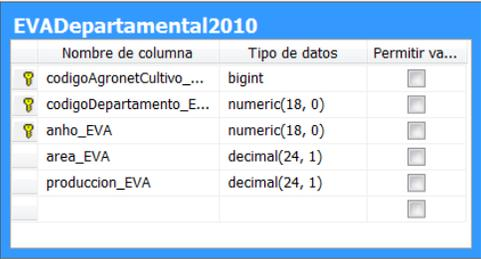 EVADepartamental2010
Nombre de columna Tipo de datos Permitir va...
codigoAgronetCultivo_... bigint
codigoDepartamento_E... numeric(18, 0)
anho_EVA numeric(18, 0)
area_EVA decimal(24, 1)
produccion_EVA decimal(24, 1)